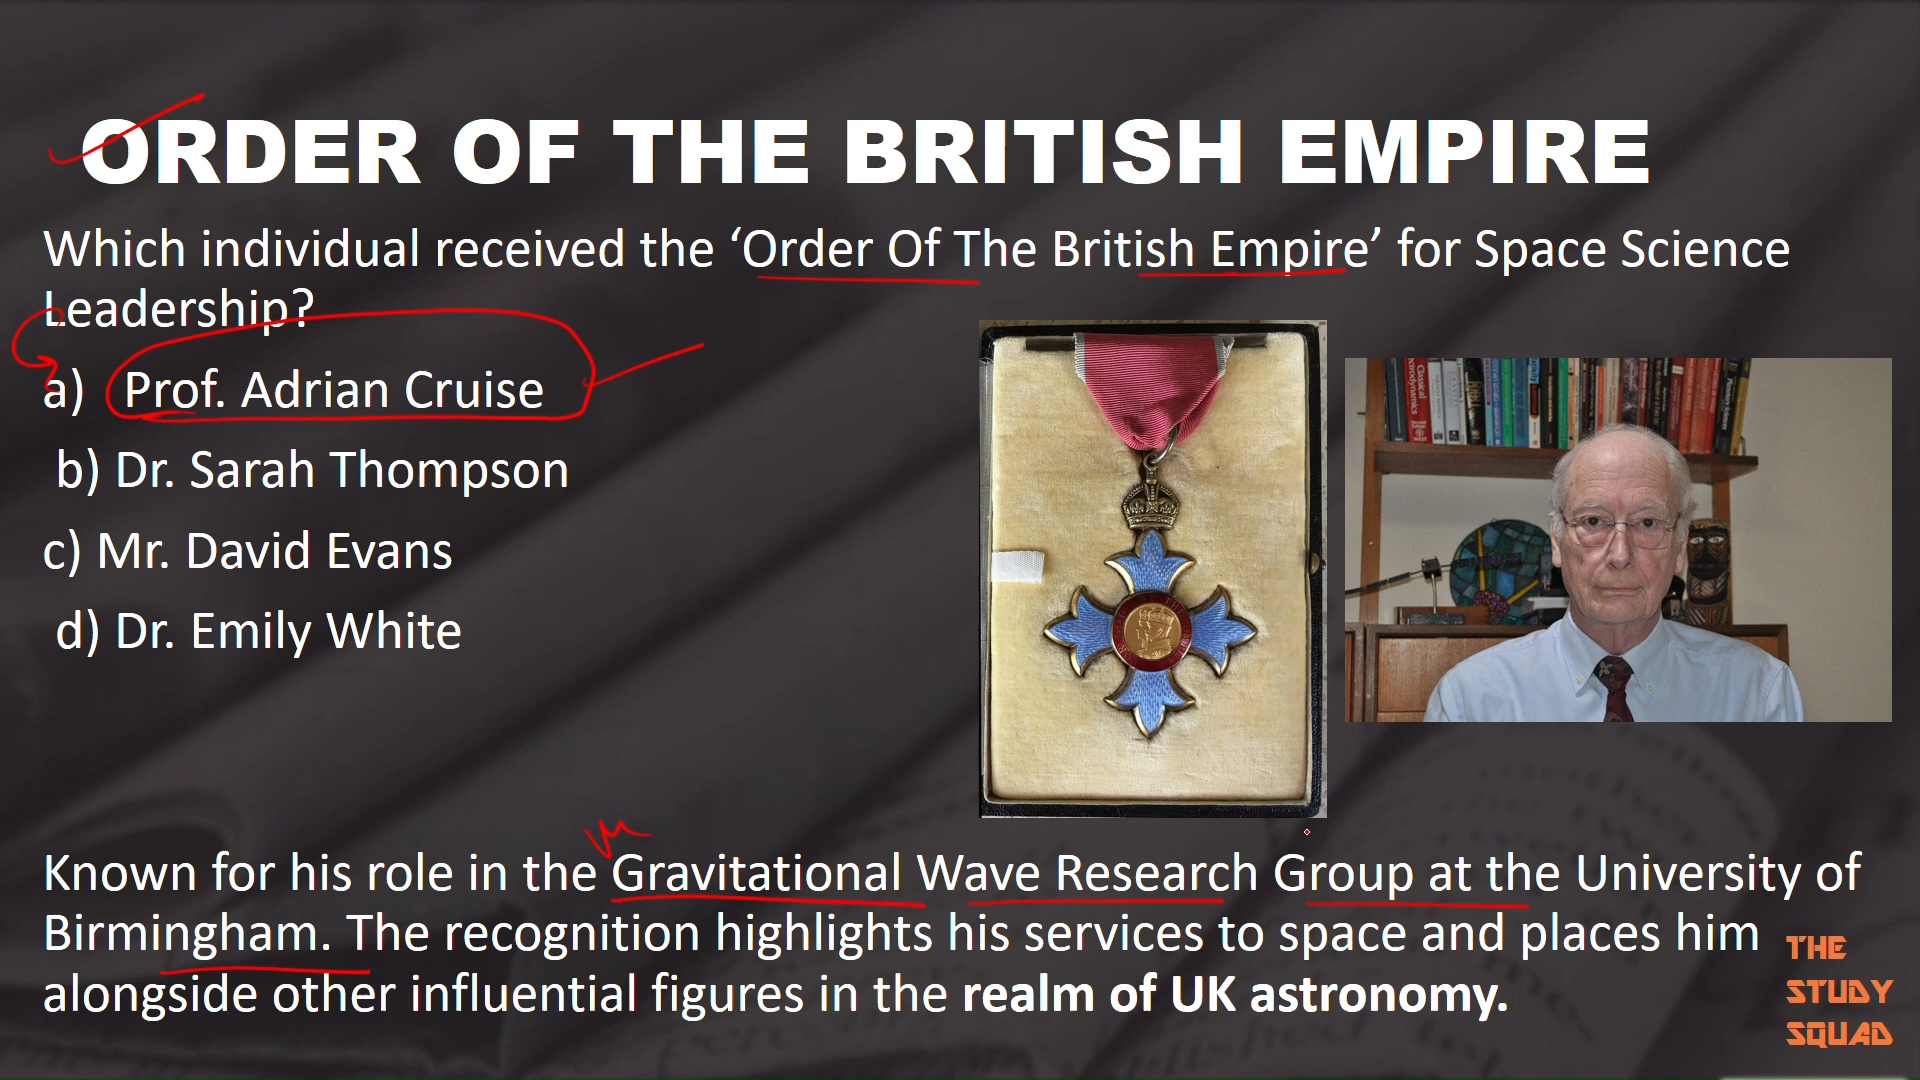 ORDER OF THE BRITISH EMPIRE
Which individual received the ‘Order Of The British Empire’ for Space Science
Leadership?
a) Prof. Adrian Cruise
b) Dr. Sarah Thompson
c) Mr. David Evans
d) Dr. Emily White
Known for his role in the Gravitational Wave Research Group at the University of
Birmingham. The recognition highlights his services to space and places him
alongside other influential figures in the realm of UK astronomy.
THE
STUDY
SQUAD